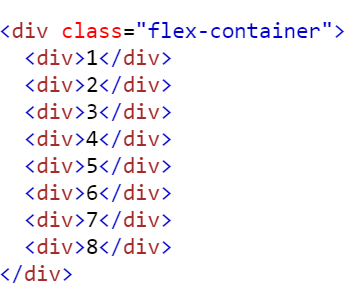 <div class="flex-container">
  <div>1</div>
  <div>2</div>
  <div>3</div>
  <div>4</div>
  <div>5</div>
  <div>6</div>
  <div>7</div>
  <div>8</div>
</div>